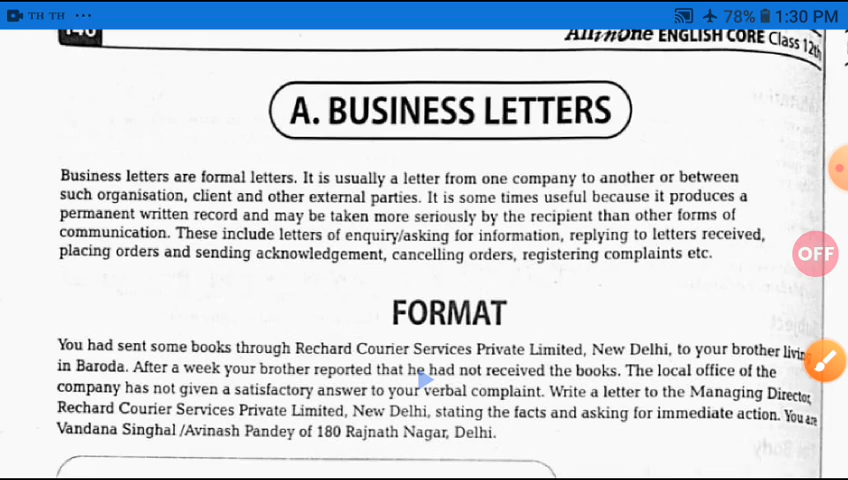 TH TH ... 78% 1:30 PM
140 All in One ENGLISH CORE Class 12th
A. BUSINESS LETTERS
Business letters are formal letters. It is usually a letter from one company to another or between
such organisation, client and other external parties. It is some times useful because it produces a
permanent written record and may be taken more seriously by the recipient than other forms of
communication. These include letters of enquiry/asking for information, replying to letters received,
placing orders and sending acknowledgement, cancelling orders, registering complaints etc.
OFF
FORMAT
You had sent some books through Rechard Courier Services Private Limited, New Delhi, to your brother living
in Baroda. After a week your brother reported that he had not received the books. The local office of the
company has not given a satisfactory answer to your verbal complaint. Write a letter to the Managing Director,
Rechard Courier Services Private Limited, New Delhi, stating the facts and asking for immediate action. You are
Vandana Singhal /Avinash Pandey of 180 Rajnath Nagar, Delhi.